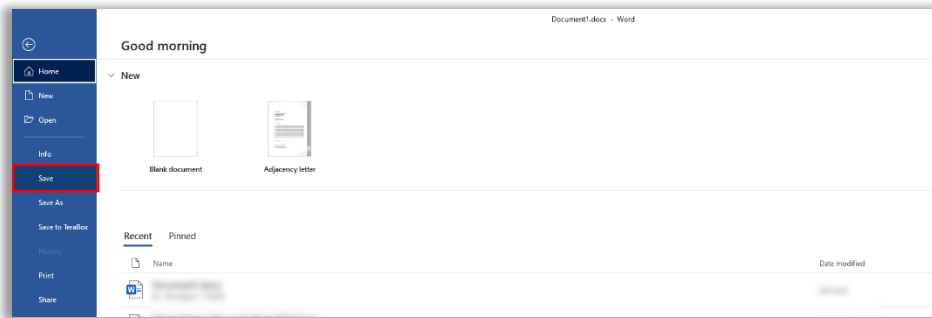 Document1.docx - Word
Good morning
Home
New
Open
Info
Save
Save As
Save to TeraBox
History
Print
Share
New
Blank document
Adjacency letter
Recent Pinned
Name Date modified